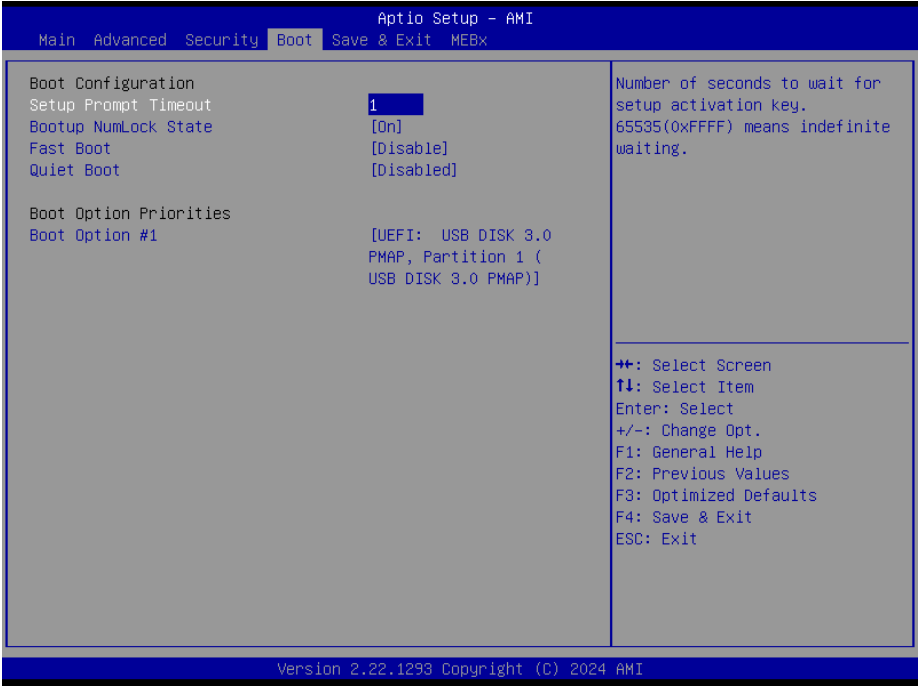 Aptio Setup – AMI
Main Advanced Security Boot Save & Exit MEBx
Boot Configuration
Setup Prompt Timeout 1
Bootup NumLock State [On]
Fast Boot [Disable]
Quiet Boot [Disabled]
Boot Option Priorities
Boot Option #1 [UEFI: USB DISK 3.0
PMAP, Partition 1 (
USB DISK 3.0 PMAP)]
Number of seconds to wait for
setup activation key.
65535(0xFFFF) means indefinite
waiting.
→←: Select Screen
↑↓: Select Item
Enter: Select
+/-: Change Opt.
F1: General Help
F2: Previous Values
F3: Optimized Defaults
F4: Save & Exit
ESC: Exit
Version 2.22.1293 Copyright (C) 2024 AMI